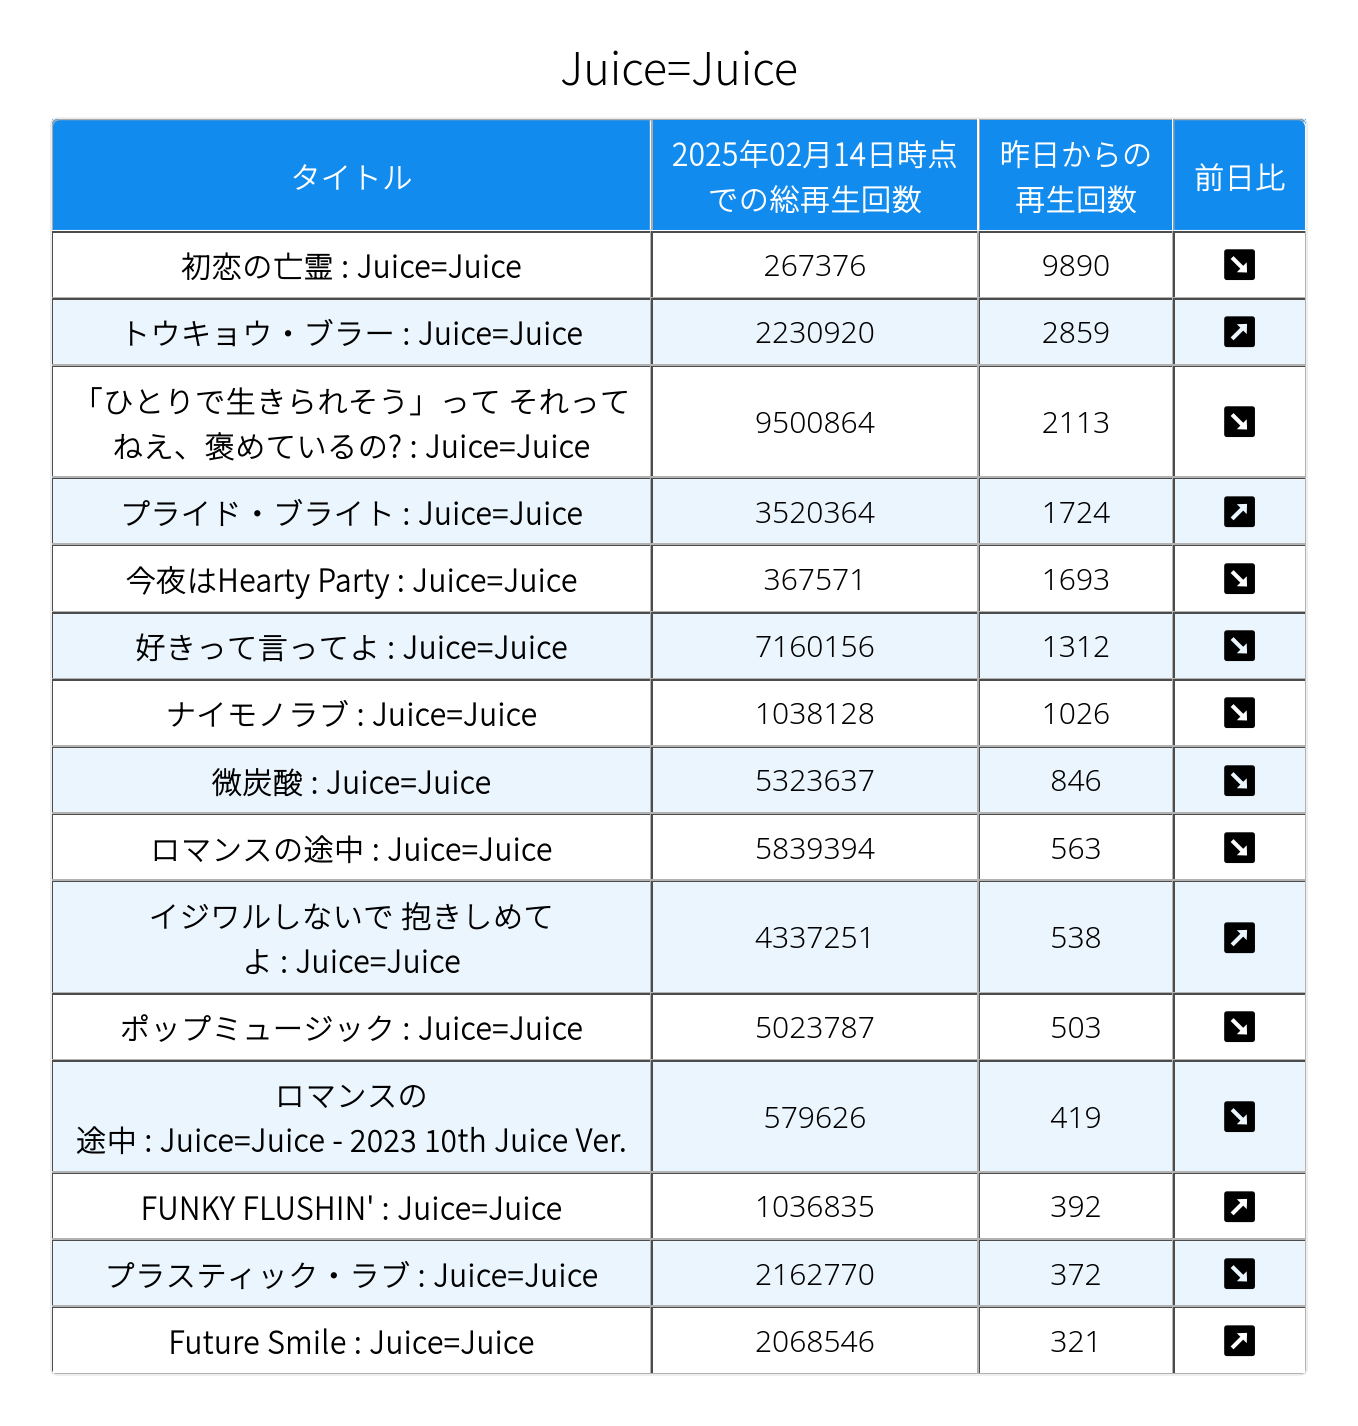 Juice=Juice
タイトル
2025年02月14日時点
での総再生回数
昨日からの
再生回数
前日比
初恋の亡霊 : Juice=Juice
267376
9890
トウキョウ・ブラー : Juice=Juice
2230920
2859
「ひとりで生きられそう」って それって
ねえ、褒めているの? : Juice=Juice
9500864
2113
プライド・ブライト : Juice=Juice
3520364
1724
今夜はHearty Party : Juice=Juice
367571
1693
好きって言ってよ : Juice=Juice
7160156
1312
ナイモノラブ : Juice=Juice
1038128
1026
微炭酸 : Juice=Juice
5323637
846
ロマンスの途中 : Juice=Juice
5839394
563
イジワルしないで 抱きしめて
よ : Juice=Juice
4337251
538
ポップミュージック : Juice=Juice
5023787
503
ロマンスの
途中 : Juice=Juice - 2023 10th Juice Ver.
579626
419
FUNKY FLUSHIN' : Juice=Juice
1036835
392
プラスティック・ラブ : Juice=Juice
2162770
372
Future Smile : Juice=Juice
2068546
321